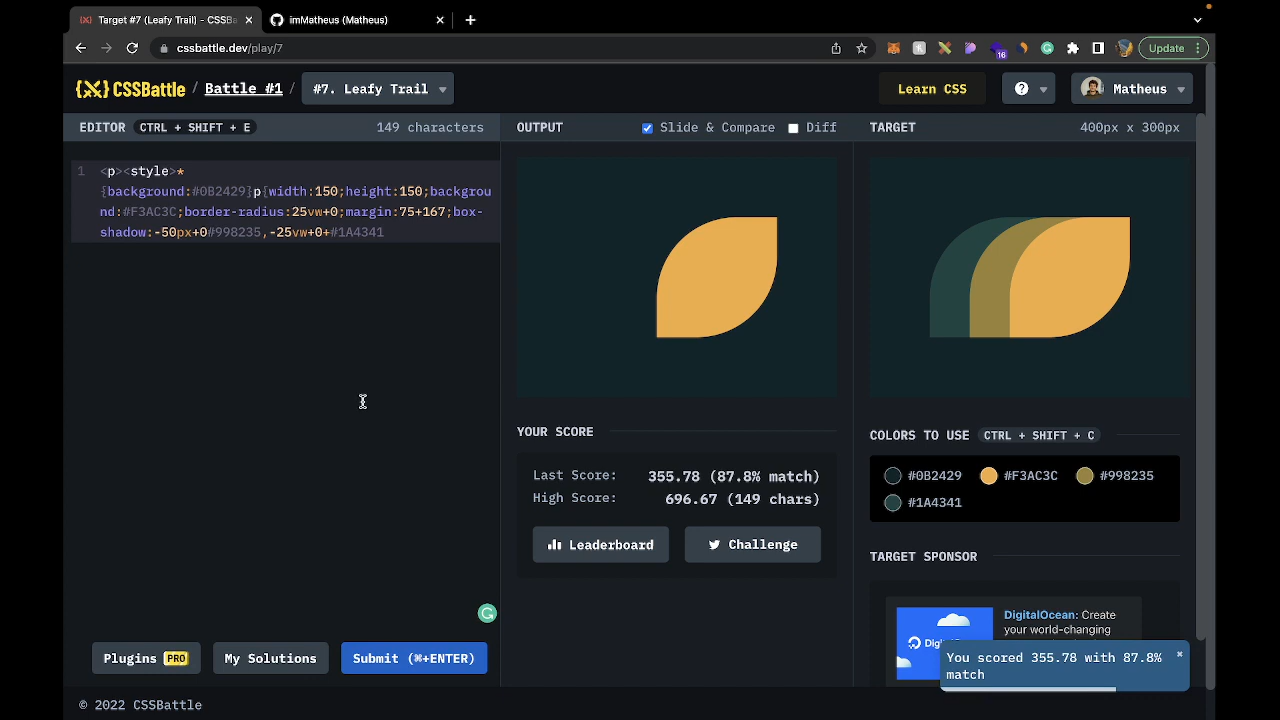 Target #7 (Leafy Trail) - CSSBa
imMatheus (Matheus)
cssbattle.dev/play/7
16
Update
{X} CSSBattle / Battle #1 / #7. Leafy Trail
Learn CSS
?
Matheus
EDITOR CTRL + SHIFT + E 149 characters
OUTPUT Slide & Compare Diff
TARGET 400px x 300px
1 <p><style>*
{background:#0B2429}p{width:150;height:150;backgrou
nd:#F3AC3C;border-radius:25vw+0;margin:75+167;box-
shadow:-50px+0#998235,-25vw+0+#1A4341
YOUR SCORE
Last Score: 355.78 (87.8% match)
High Score: 696.67 (149 chars)
Leaderboard
Challenge
COLORS TO USE CTRL + SHIFT + C
#0B2429 #F3AC3C #998235
#1A4341
TARGET SPONSOR
DigitalOcean: Create
your world-changing
Digi
You scored 355.78 with 87.8%
match
Plugins PRO
My Solutions
Submit (⌘+ENTER)
© 2022 CSSBattle